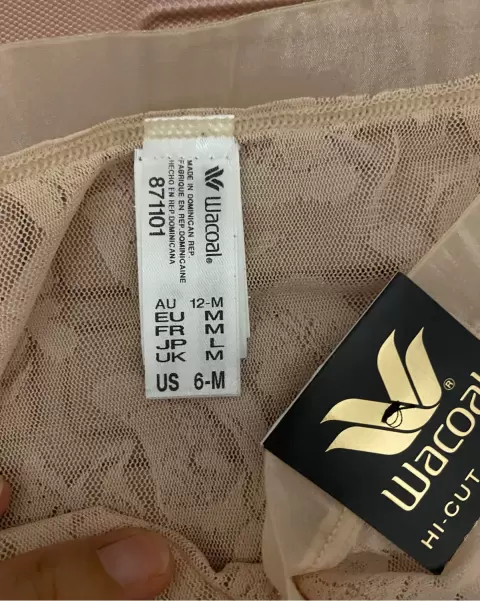 wacoal®
MADE IN DOMINICAN REP
FABRIQUE EN REP.DOMINICAINE
HECHO EN REP.DOMINICANA
871101
AU 12-M
EU M
FR M
JP L
UK M
US 6-M
®
wacoal
HI-CUT